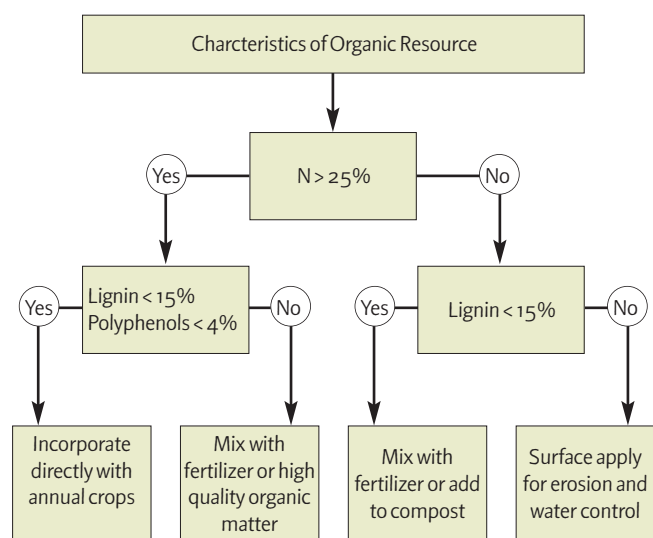 Charcteristics of Organic Resource
N > 25%
Yes
No
Lignin < 15%
Polyphenols < 4%
Yes
No
Lignin < 15%
Yes
No
Incorporate
directly with
annual crops
Mix with
fertilizer or high
quality organic
matter
Mix with
fertilizer or add
to compost
Surface apply
for erosion and
water control